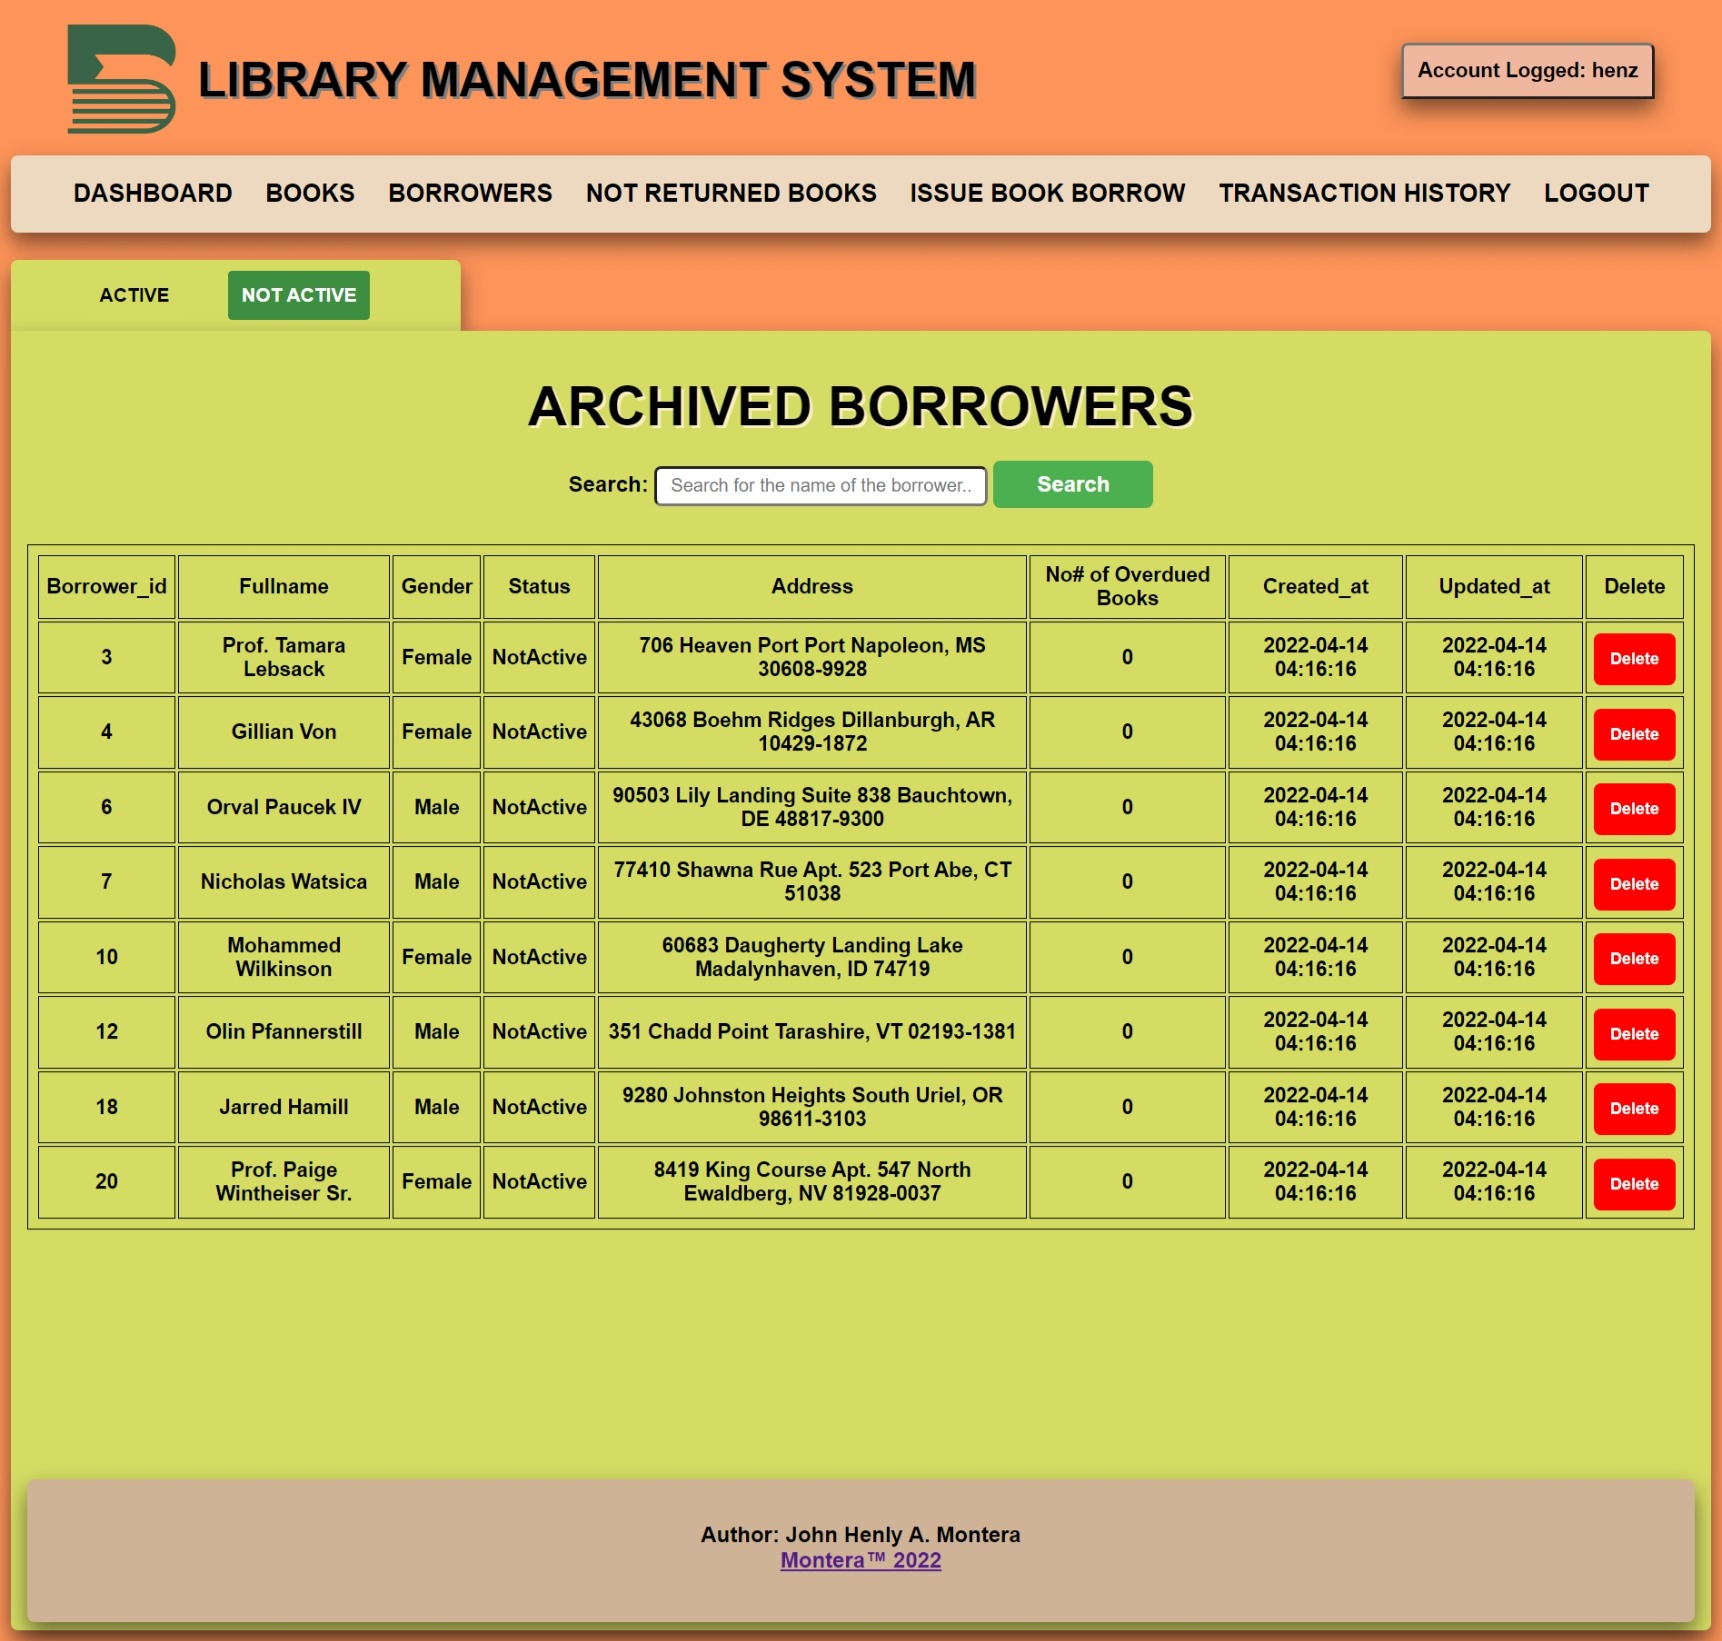 LIBRARY MANAGEMENT SYSTEM
Account Logged: henz
DASHBOARD BOOKS BORROWERS NOT RETURNED BOOKS ISSUE BOOK BORROW TRANSACTION HISTORY LOGOUT
ACTIVE NOT ACTIVE
ARCHIVED BORROWERS
Search: Search for the name of the borrower.. Search
Borrower_id Fullname Gender Status Address No# of Overdued Books Created_at Updated_at Delete
3 Prof. Tamara Lebsack Female NotActive 706 Heaven Port Port Napoleon, MS 30608-9928 0 2022-04-14 04:16:16 2022-04-14 04:16:16 Delete
4 Gillian Von Female NotActive 43068 Boehm Ridges Dillanburgh, AR 10429-1872 0 2022-04-14 04:16:16 2022-04-14 04:16:16 Delete
6 Orval Paucek IV Male NotActive 90503 Lily Landing Suite 838 Bauchtown, DE 48817-9300 0 2022-04-14 04:16:16 2022-04-14 04:16:16 Delete
7 Nicholas Watsica Male NotActive 77410 Shawna Rue Apt. 523 Port Abe, CT 51038 0 2022-04-14 04:16:16 2022-04-14 04:16:16 Delete
10 Mohammed Wilkinson Female NotActive 60683 Daugherty Landing Lake Madalynhaven, ID 74719 0 2022-04-14 04:16:16 2022-04-14 04:16:16 Delete
12 Olin Pfannerstill Male NotActive 351 Chadd Point Tarashire, VT 02193-1381 0 2022-04-14 04:16:16 2022-04-14 04:16:16 Delete
18 Jarred Hamill Male NotActive 9280 Johnston Heights South Uriel, OR 98611-3103 0 2022-04-14 04:16:16 2022-04-14 04:16:16 Delete
20 Prof. Paige Wintheiser Sr. Female NotActive 8419 King Course Apt. 547 North Ewaldberg, NV 81928-0037 0 2022-04-14 04:16:16 2022-04-14 04:16:16 Delete
Author: John Henly A. Montera
Montera™ 2022